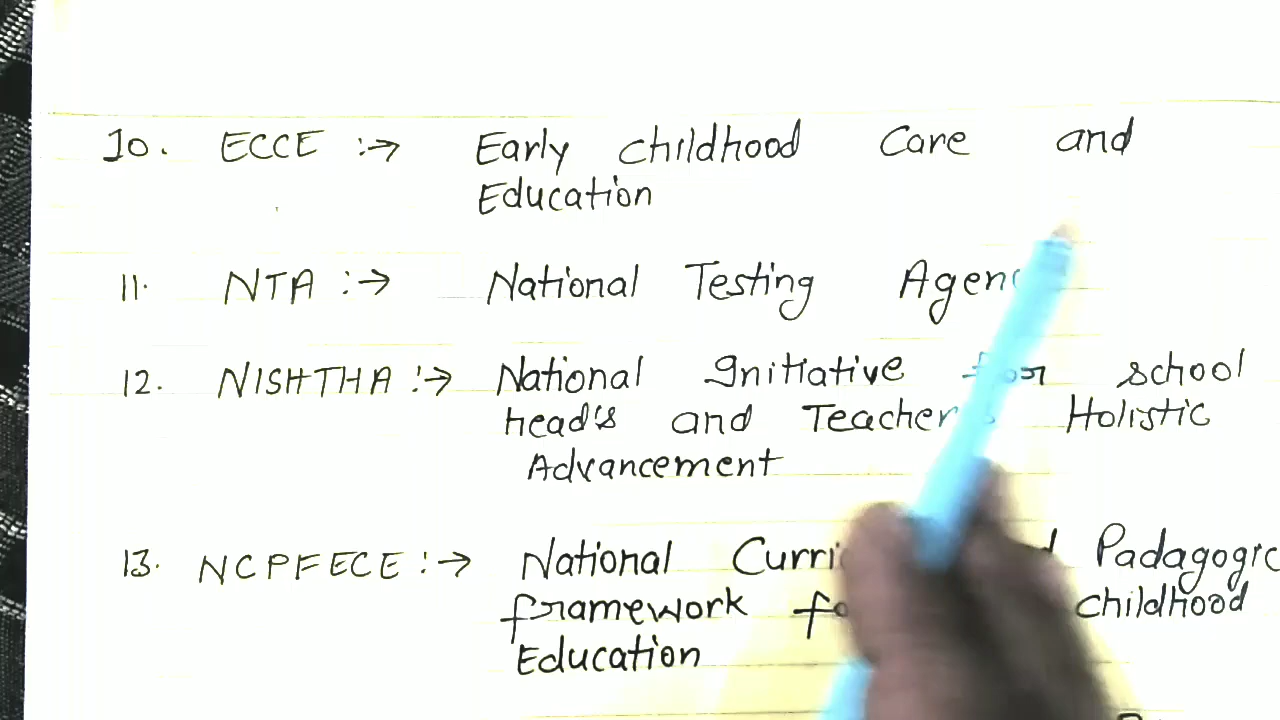 10. ECCE :→ Early childhood Care and
Education
11. NTA :→ National Testing
12. NISHTHA :→ National Initiative for school
head's and Teacher's Holistic
Advancement
13. NCPFECE :→ National Padagogic
framework childhood
Education